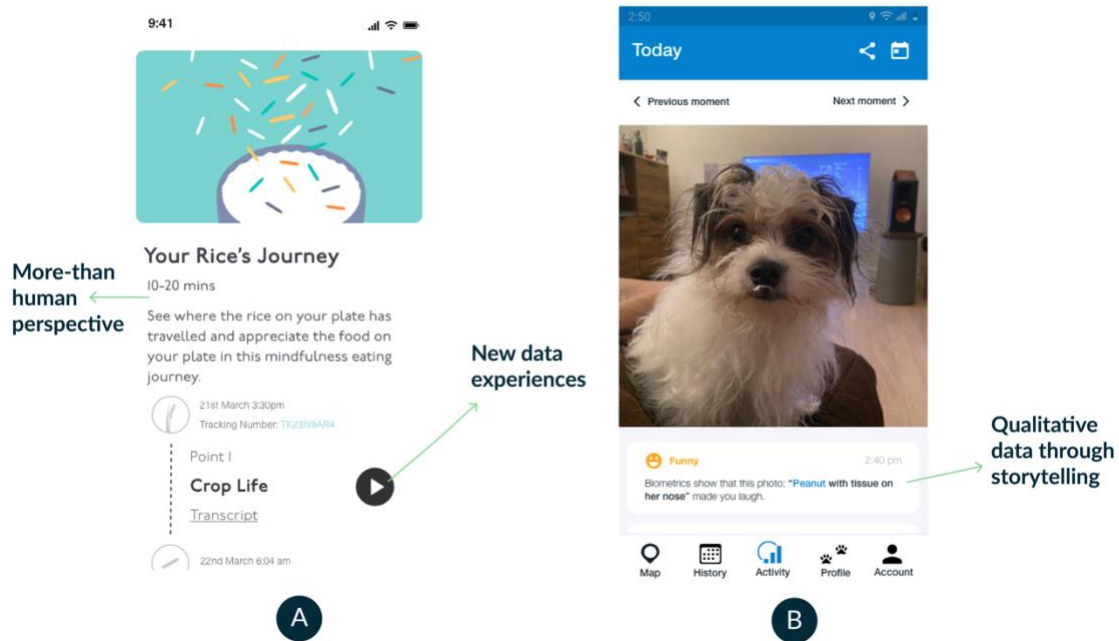 9:41
Your Rice's Journey
10-20 mins
See where the rice on your plate has
travelled and appreciate the food on
your plate in this mindfulness eating
journey.
21st March 3:30pm
Tracking Number: TK23N9AR4
Point 1
Crop Life
Transcript
22nd March 6:04 am
More-than
human
perspective
New data
experiences
A
2:50
Today
Previous moment
Next moment
Funny
2:40 pm
Biometrics show that this photo: "Peanut with tissue on
her nose" made you laugh.
Map
History
Activity
Profile
Account
Qualitative
data through
storytelling
B